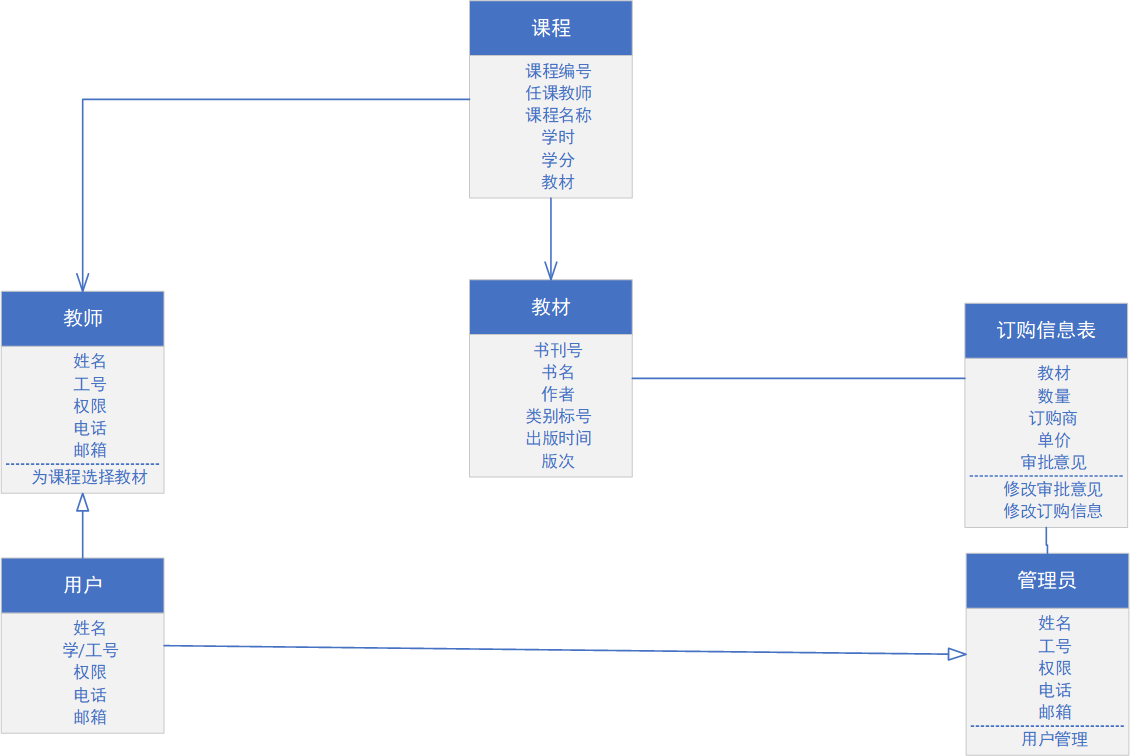 课程
课程编号
任课教师
课程名称
学时
学分
教材
教师
姓名
工号
权限
电话
邮箱
为课程选择教材
教材
书刊号
书名
作者
类别标号
出版时间
版次
订购信息表
教材
数量
订购商
单价
审批意见
修改审批意见
修改订购信息
用户
姓名
学/工号
权限
电话
邮箱
管理员
姓名
工号
权限
电话
邮箱
用户管理